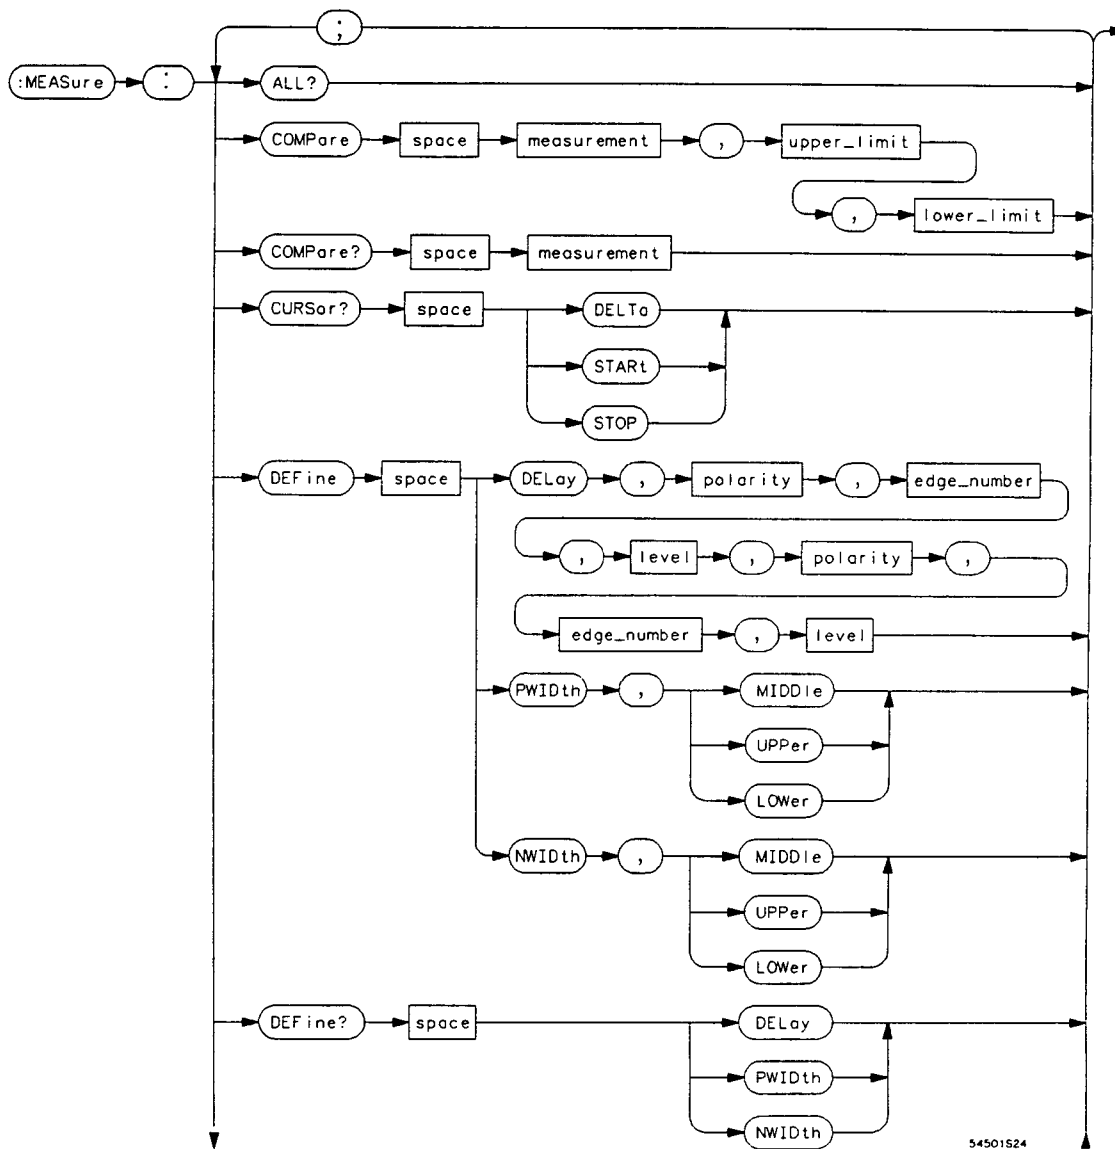 ;
:MEASure : ALL?
COMPare space measurement , upper_limit
, lower_limit
COMPare? space measurement
CURSor? space DELTa
STARt
STOP
DEFine space DELay , polarity , edge_number
, level , polarity ,
edge_number , level
PWIDth , MIDDle
UPPer
LOWer
NWIDth , MIDDle
UPPer
LOWer
DEFine? space DELay
PWIDth
NWIDth
54501S24